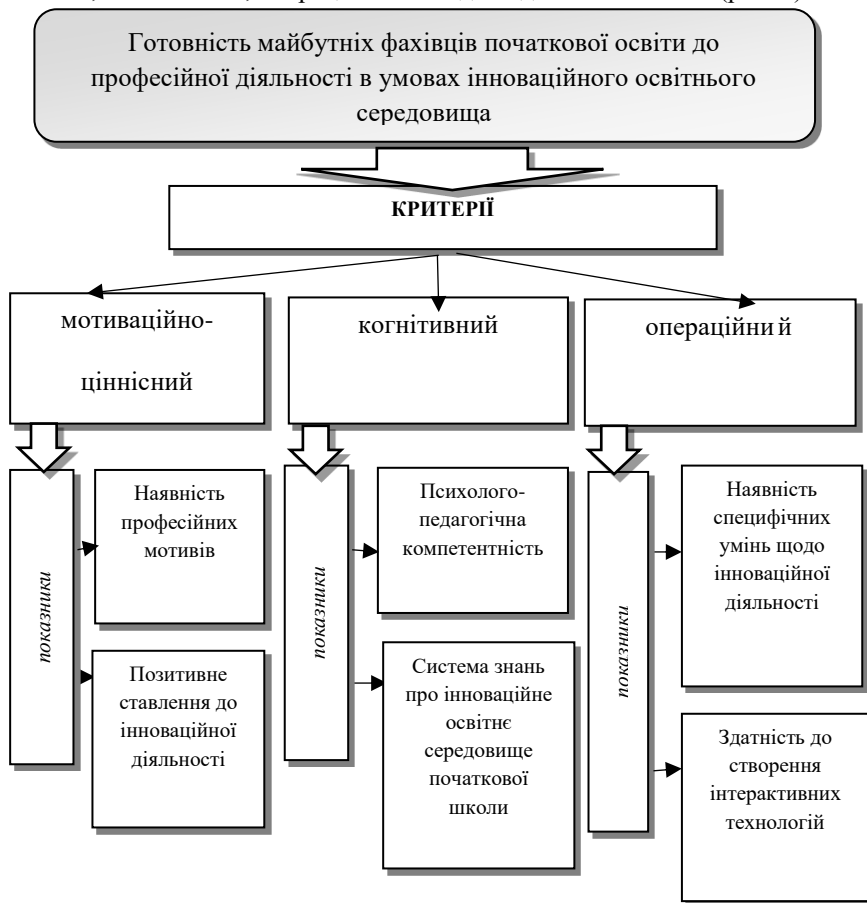 Готовність майбутніх фахівців початкової освіти до
професійної діяльності в умовах інноваційного освітнього
середовища
КРИТЕРІЇ
мотиваційно-
ціннісний
когнітивний
операційний
показники
Наявність
професійних
мотивів
Позитивне
ставлення до
інноваційної
діяльності
показники
Психолого-
педагогічна
компетентність
Система знань
про інноваційне
освітнє
середовище
початкової
школи
показники
Наявність
специфічних
умінь щодо
інноваційної
діяльності
Здатність до
створення
інтерактивних
технологій